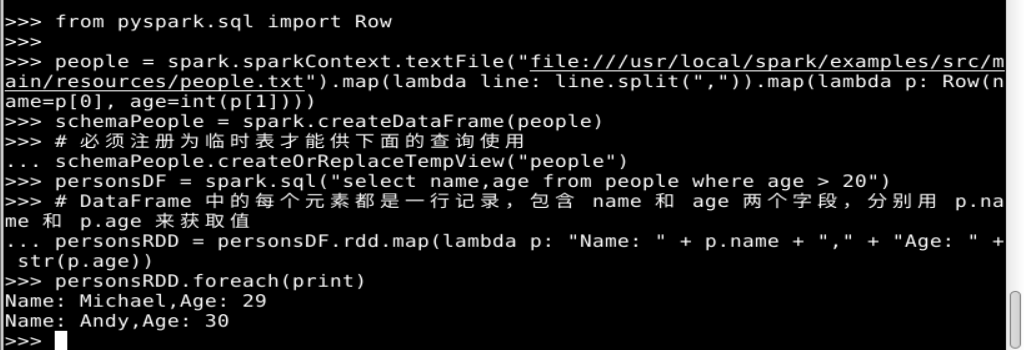 >>> from pyspark.sql import Row
>>>
>>> people = spark.sparkContext.textFile("file:///usr/local/spark/examples/src/m
ain/resources/people.txt").map(lambda line: line.split(",")).map(lambda p: Row(n
ame=p[0], age=int(p[1])))
>>> schemaPeople = spark.createDataFrame(people)
>>> # 必须注册为临时表才能供下面的查询使用
... schemaPeople.createOrReplaceTempView("people")
>>> personsDF = spark.sql("select name,age from people where age > 20")
>>> # DataFrame 中的每个元素都是一行记录，包含 name 和 age 两个字段，分别用 p.na
me 和 p.age 来获取值
... personsRDD = personsDF.rdd.map(lambda p: "Name: " + p.name + "," + "Age: " +
 str(p.age))
>>> personsRDD.foreach(print)
Name: Michael,Age: 29
Name: Andy,Age: 30
>>>